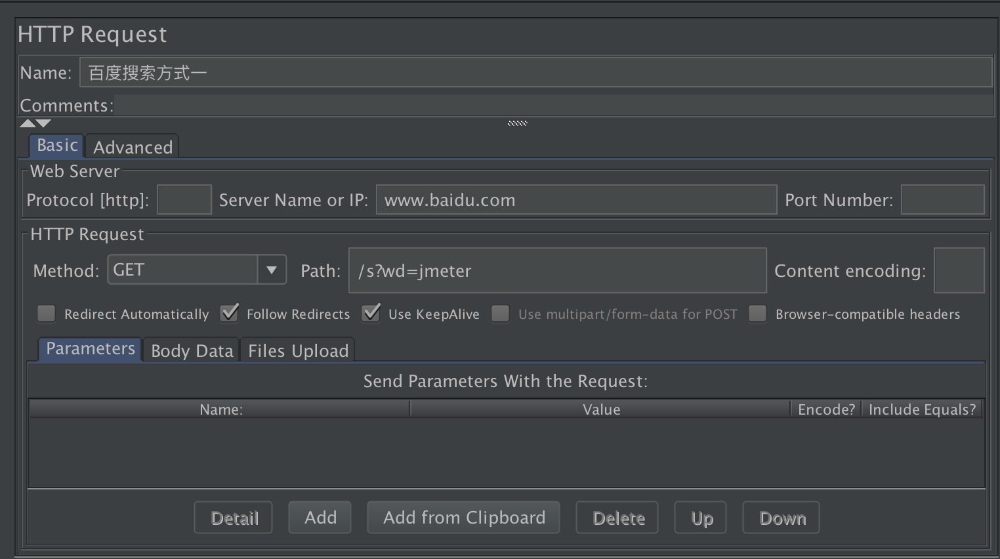 HTTP Request
Name: 百度搜索方式一
Comments:
Basic Advanced
Web Server
Protocol [http]: Server Name or IP: www.baidu.com Port Number:
HTTP Request
Method: GET Path: /s?wd=jmeter Content encoding:
Redirect Automatically Follow Redirects Use KeepAlive Use multipart/form-data for POST Browser-compatible headers
Parameters Body Data Files Upload
Send Parameters With the Request:
Name: Value Encode? Include Equals?
Detail Add Add from Clipboard Delete Up Down